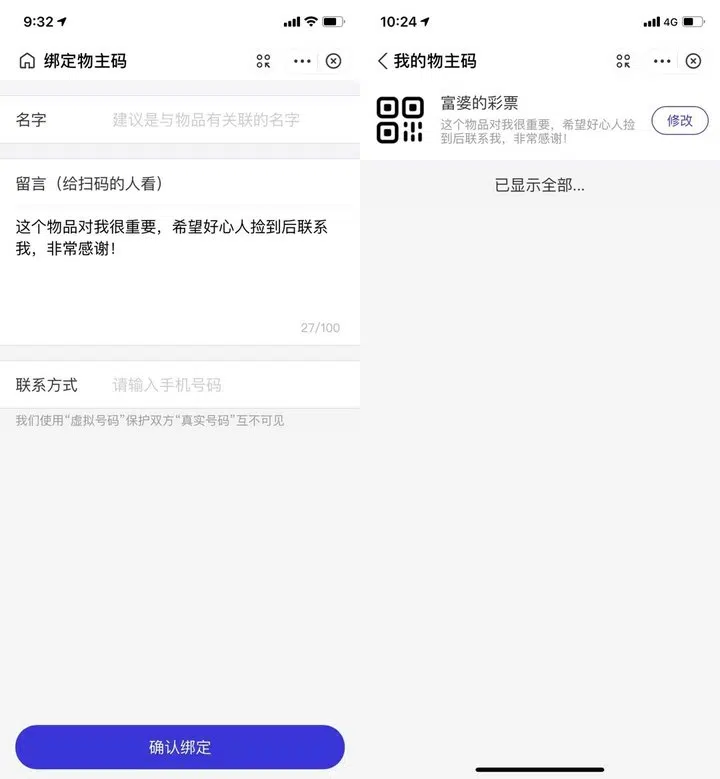 9:32
绑定物主码
名字
建议是与物品有关联的名字
留言（给扫码的人看）
这个物品对我很重要，希望好心人捡到后联系
我，非常感谢！
27/100
联系方式
请输入手机号码
我们使用“虚拟号码”保护双方“真实号码”互不可见
确认绑定
10:24
4G
我的物主码
富婆的彩票
这个物品对我很重要，希望好心人捡
到后联系我，非常感谢！
修改
已显示全部...